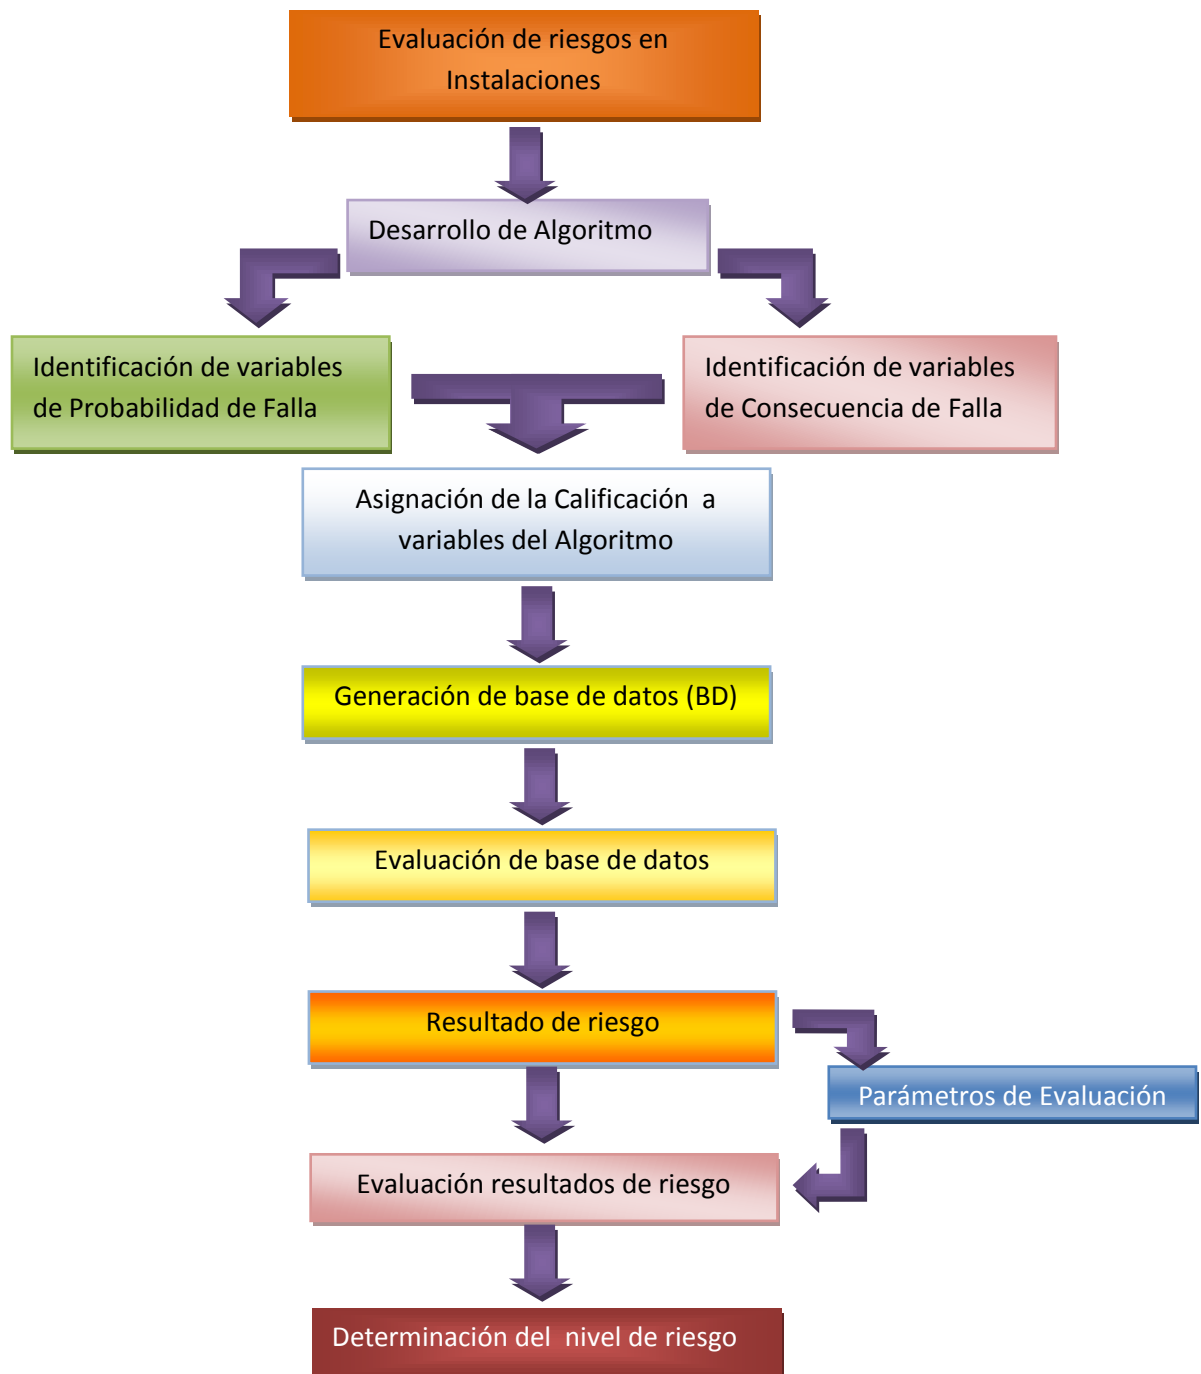 Evaluación de riesgos en
Instalaciones
Desarrollo de Algoritmo
Identificación de variables
de Probabilidad de Falla
Identificación de variables
de Consecuencia de Falla
Asignación de la Calificación  a
variables del Algoritmo
Generación de base de datos (BD)
Evaluación de base de datos
Resultado de riesgo
Parámetros de Evaluación
Evaluación resultados de riesgo
Determinación del  nivel de riesgo